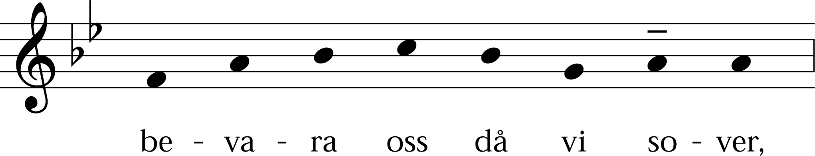 be - va - ra oss då vi so - ver,